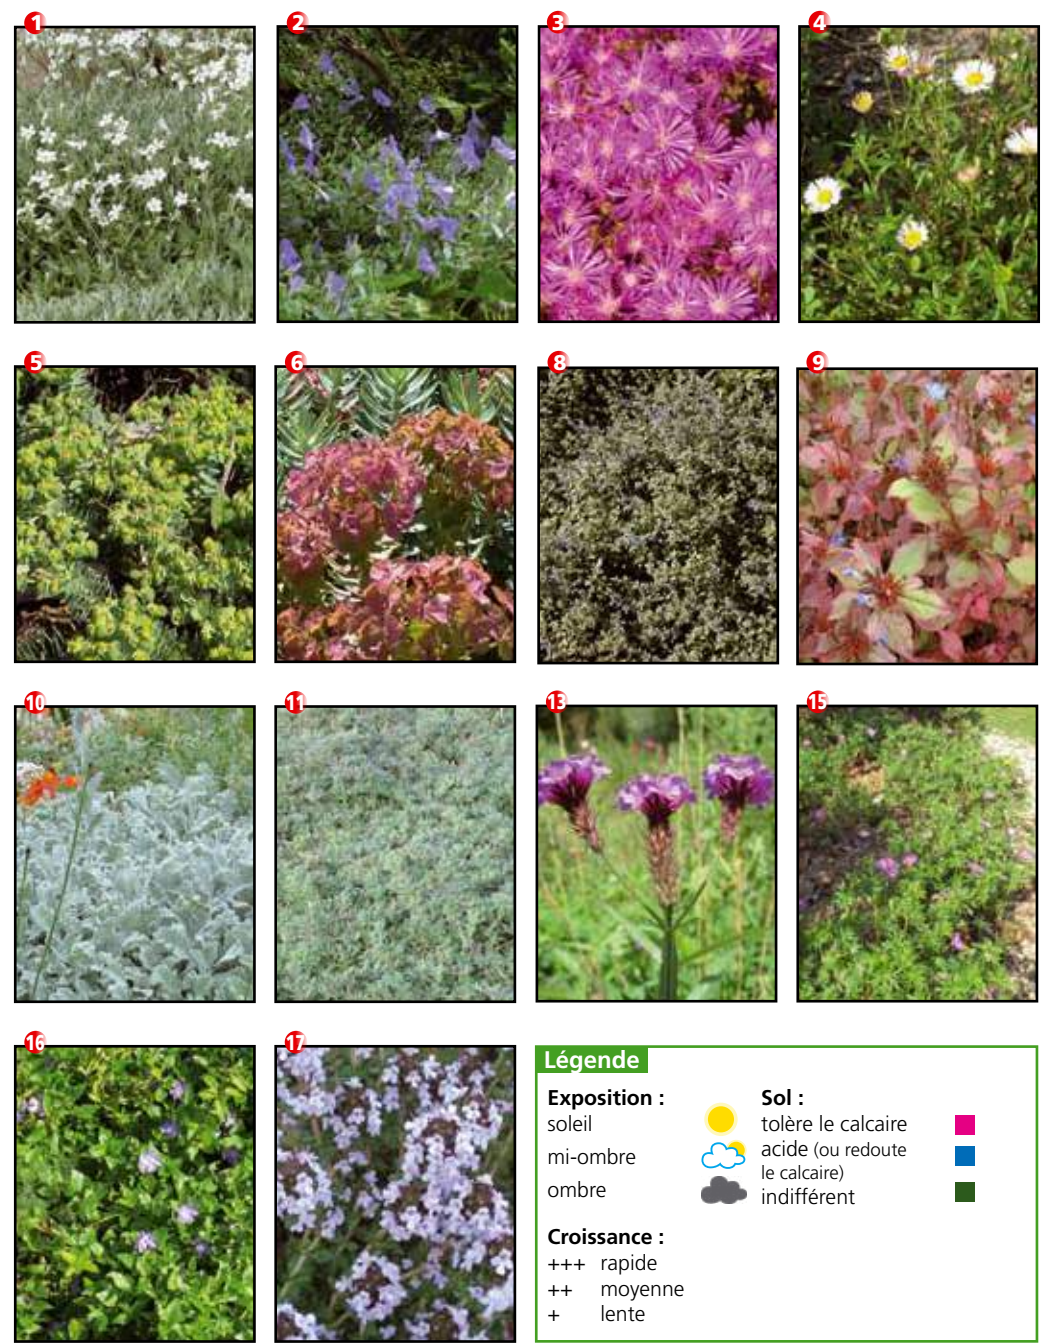 1 2 3 4
5 6 8 9
10 11 13 15
16 17
Légende
Exposition :
soleil
mi-ombre
ombre
Sol :
tolère le calcaire
acide (ou redoute
le calcaire)
indifférent
Croissance :
+++ rapide
++ moyenne
+ lente